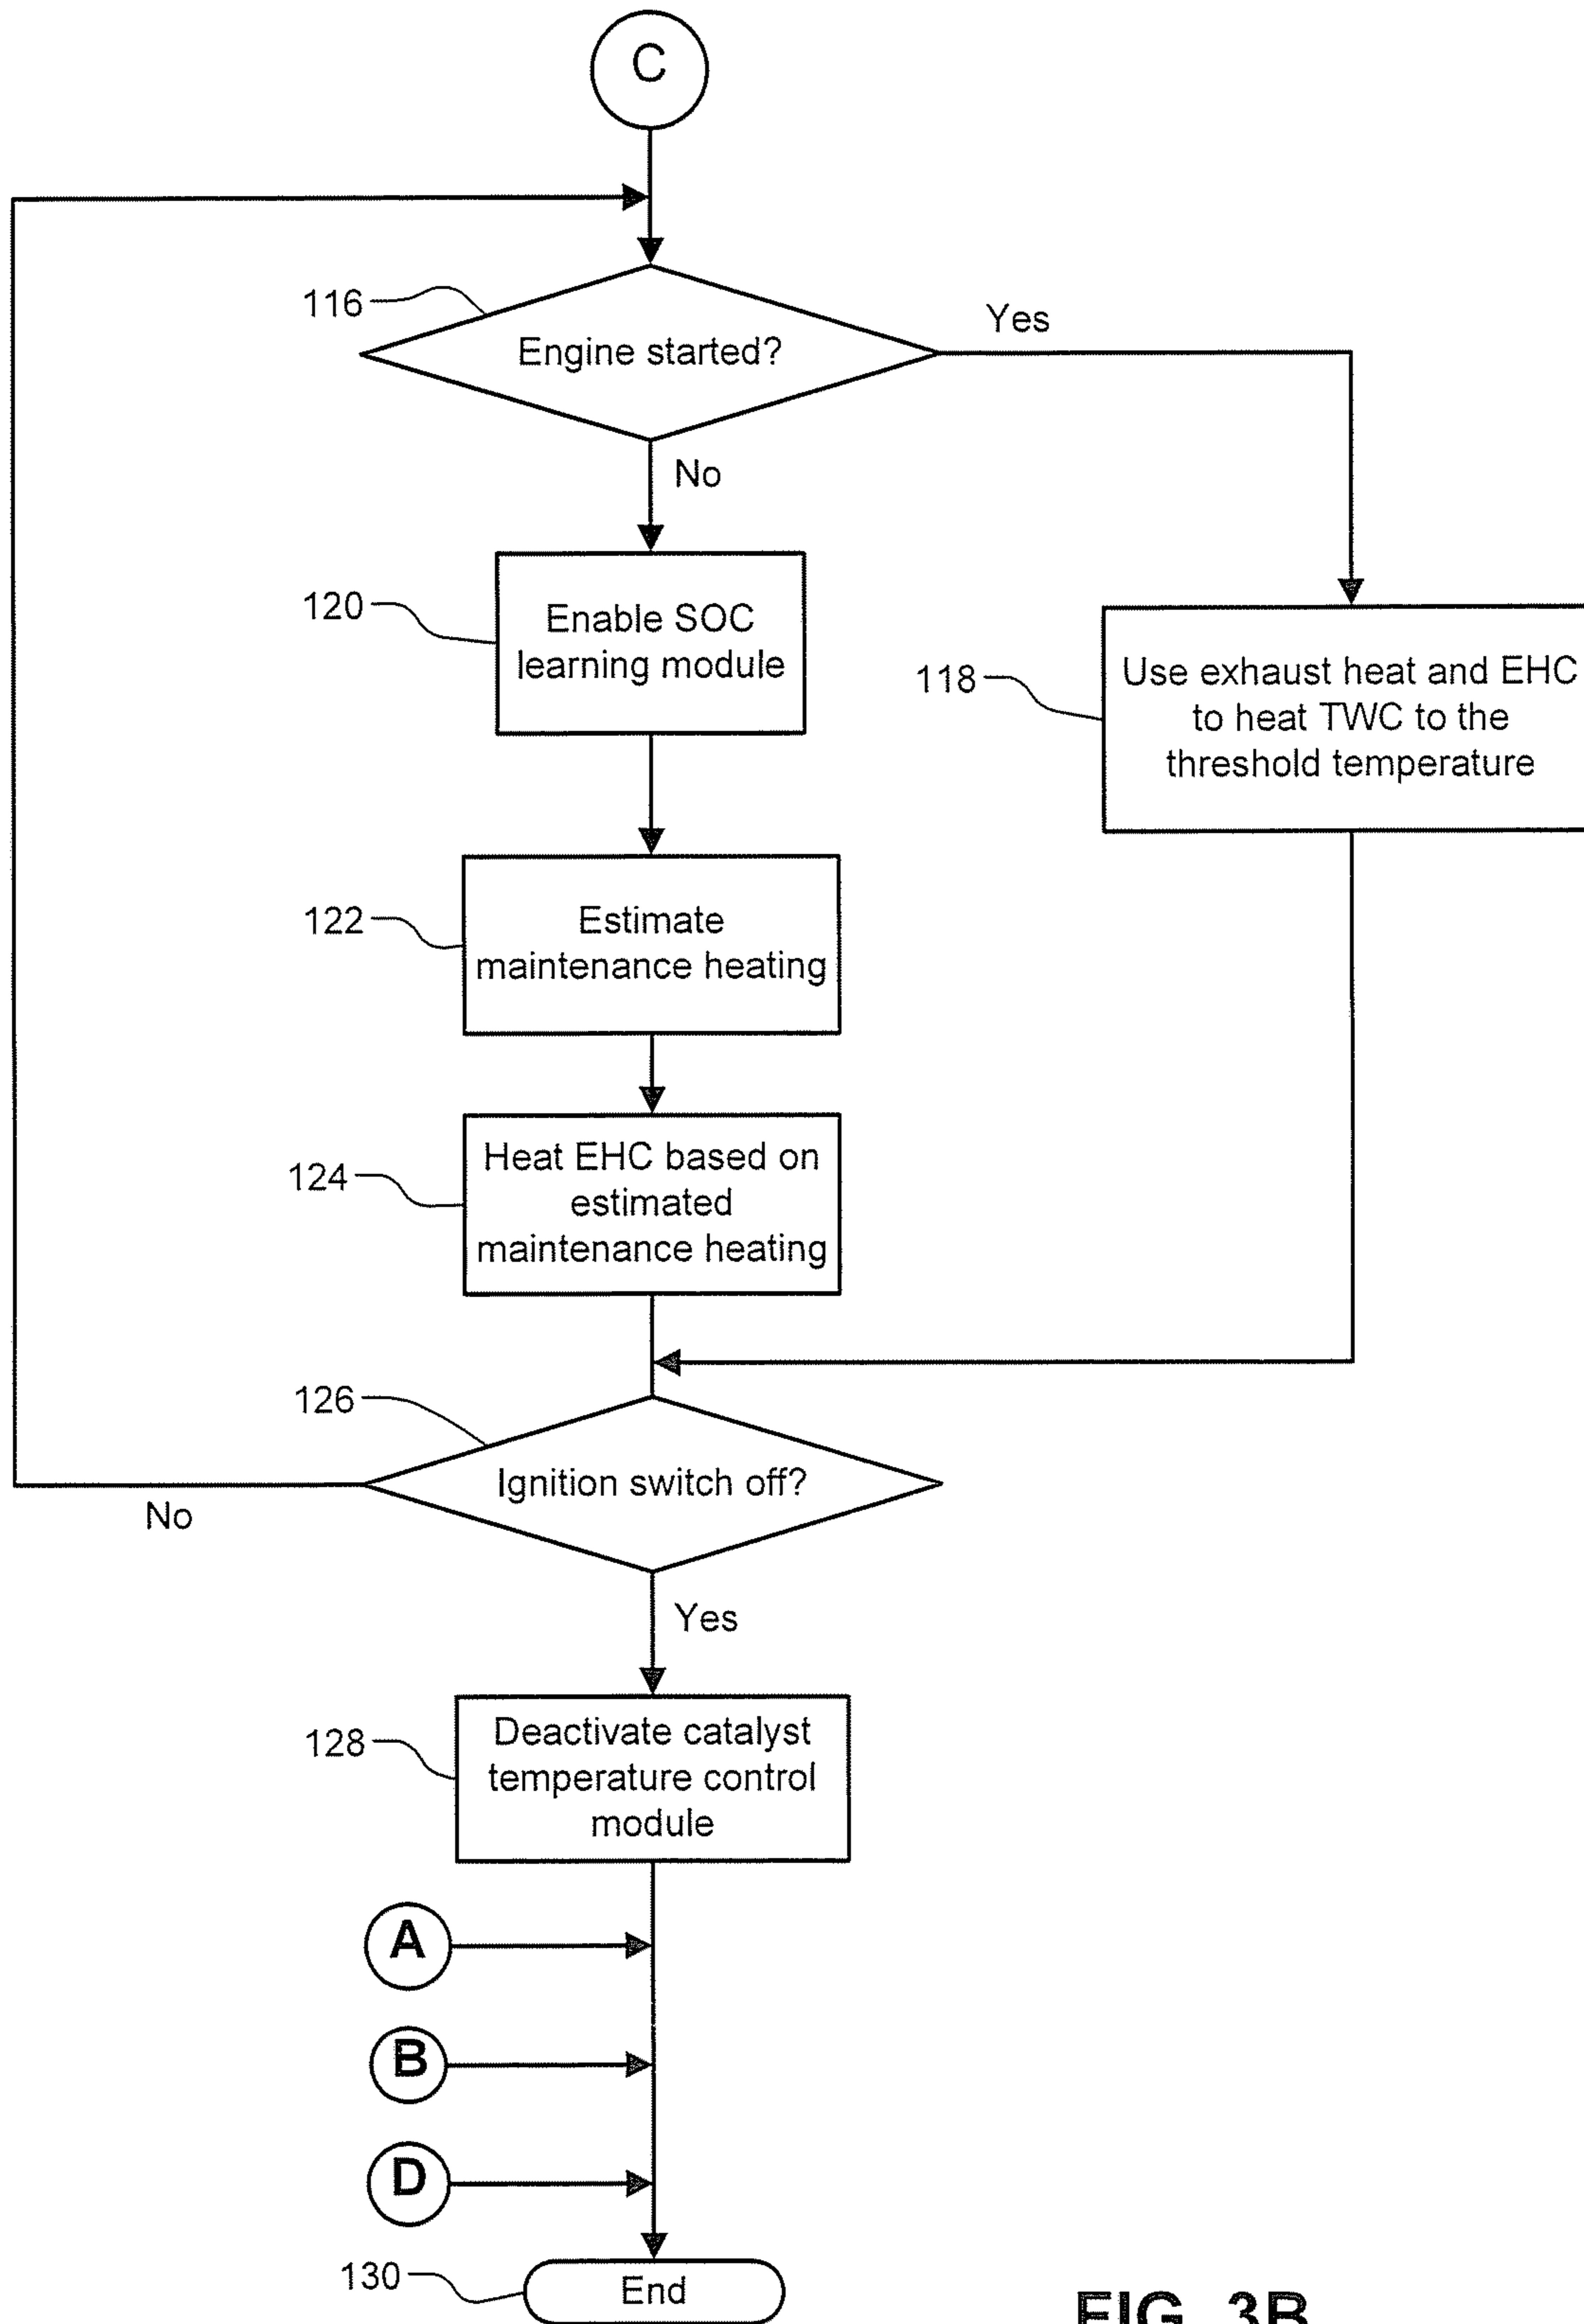 C
116
Engine started?
Yes
No
120
Enable SOC
learning module
118
Use exhaust heat and EHC
to heat TWC to the
threshold temperature
122
Estimate
maintenance heating
124
Heat EHC based on
estimated
maintenance heating
126
Ignition switch off?
No
Yes
128
Deactivate catalyst
temperature control
module
A
B
D
130
End
FIG. 3B